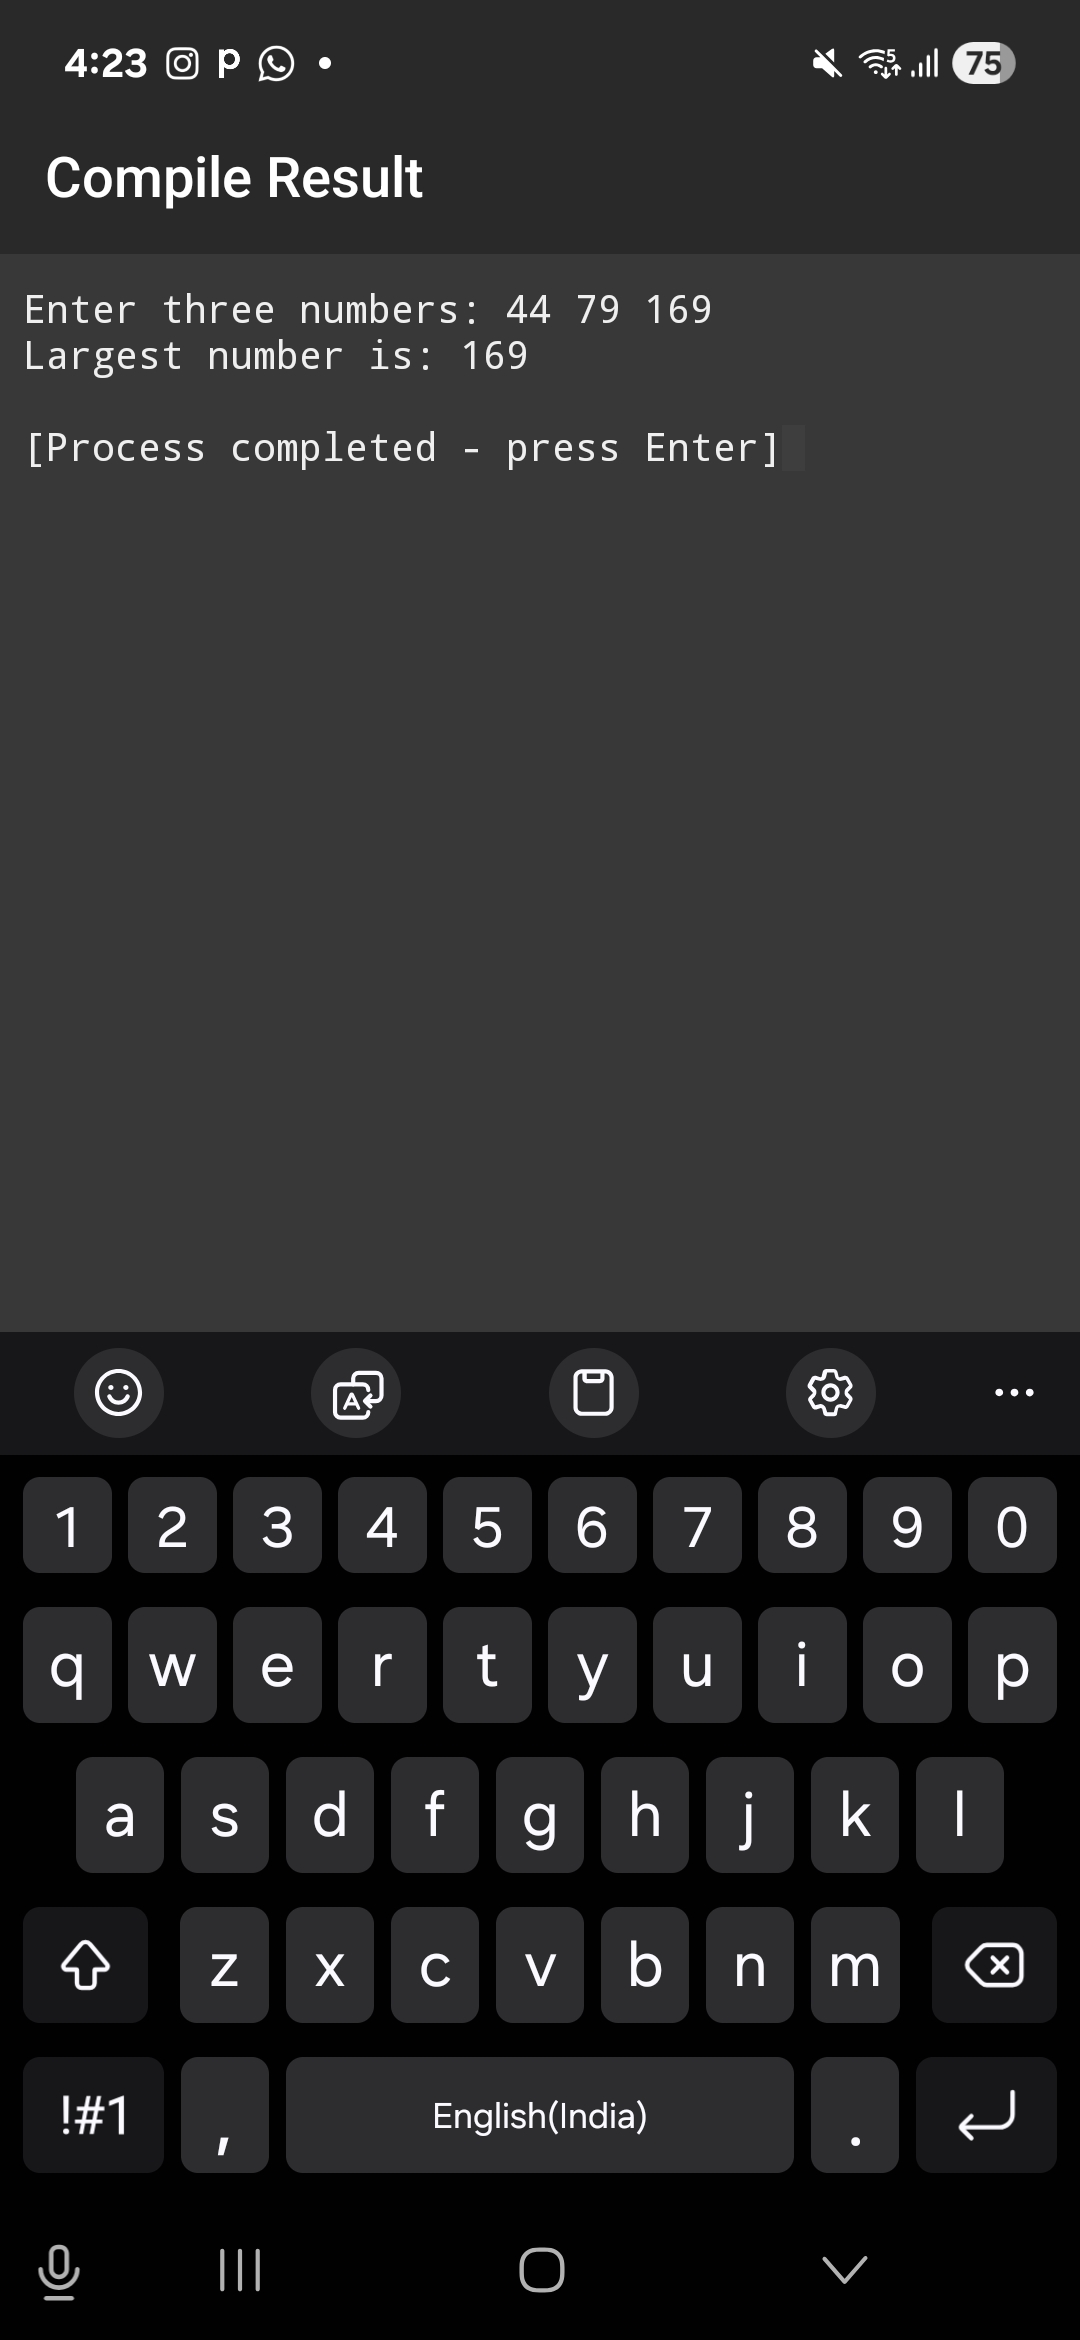 4:23
75
Compile Result
Enter three numbers: 44 79 169
Largest number is: 169
[Process completed - press Enter]
1 2 3 4 5 6 7 8 9 0
q w e r t y u i o p
a s d f g h j k l
z x c v b n m
!#1 , English(India) .